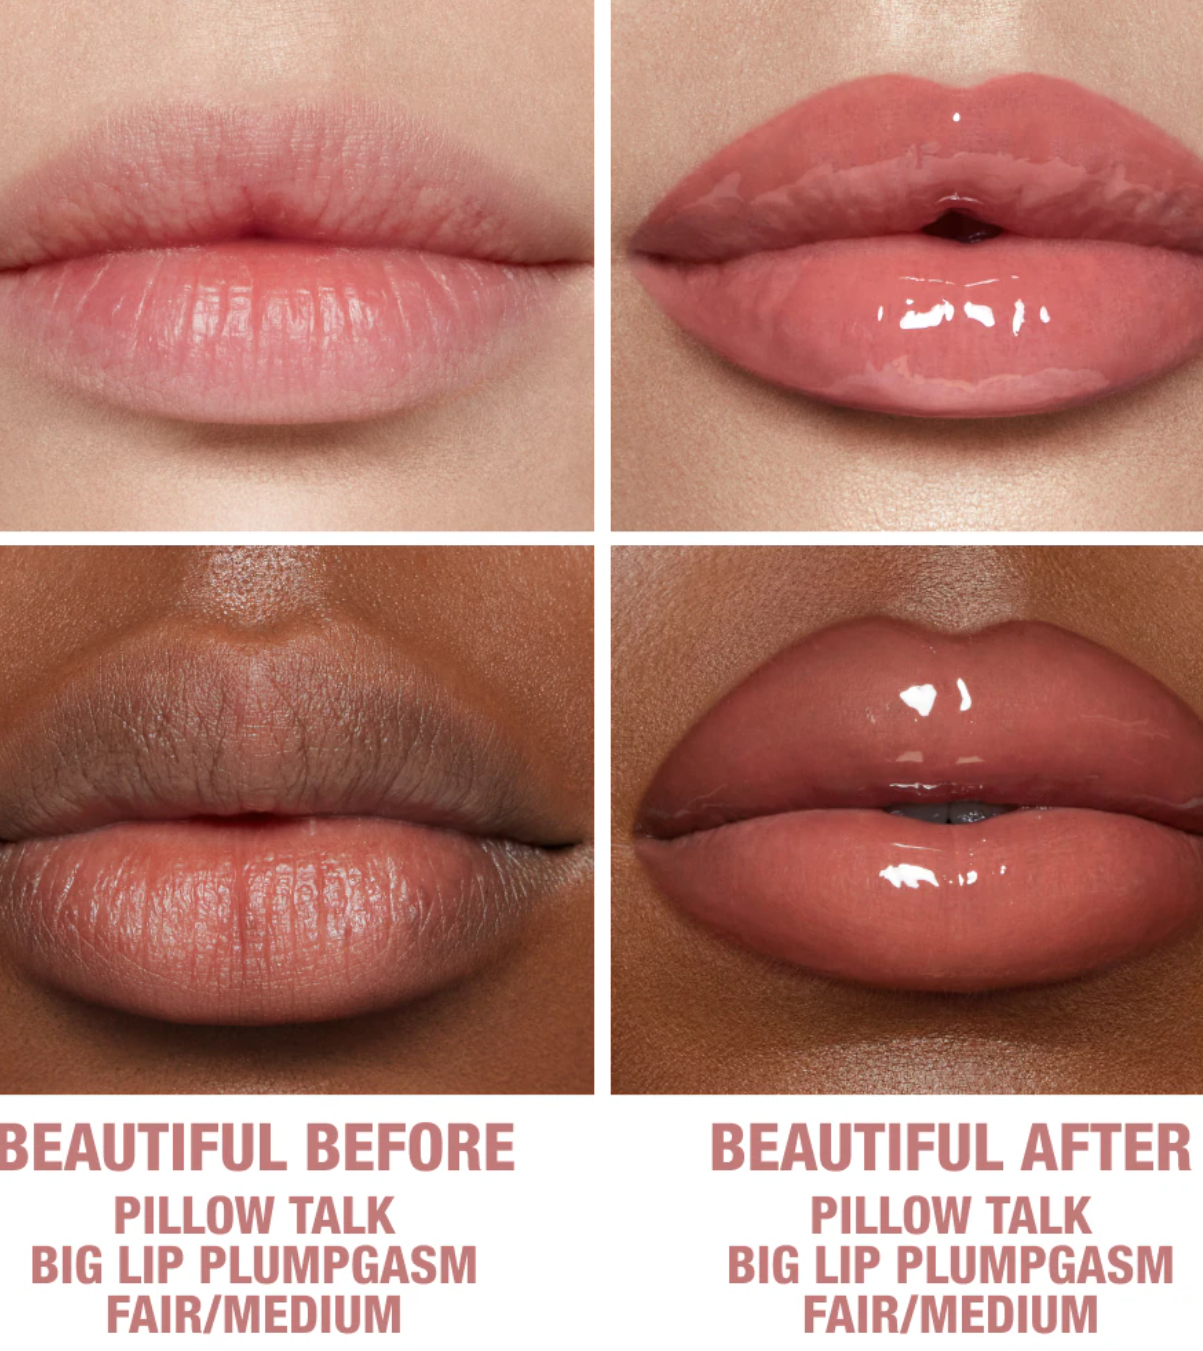 BEAUTIFUL BEFORE
PILLOW TALK
BIG LIP PLUMPGASM
FAIR/MEDIUM
BEAUTIFUL AFTER
PILLOW TALK
BIG LIP PLUMPGASM
FAIR/MEDIUM